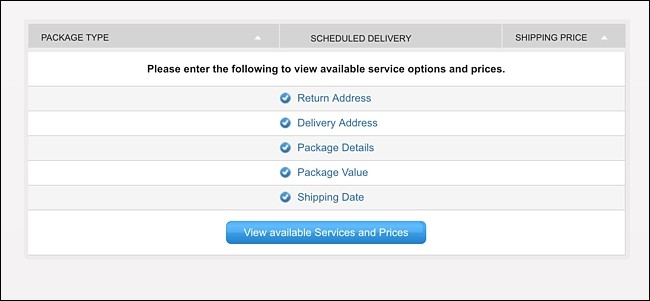 PACKAGE TYPE SCHEDULED DELIVERY SHIPPING PRICE
Please enter the following to view available service options and prices.
Return Address
Delivery Address
Package Details
Package Value
Shipping Date
View available Services and Prices